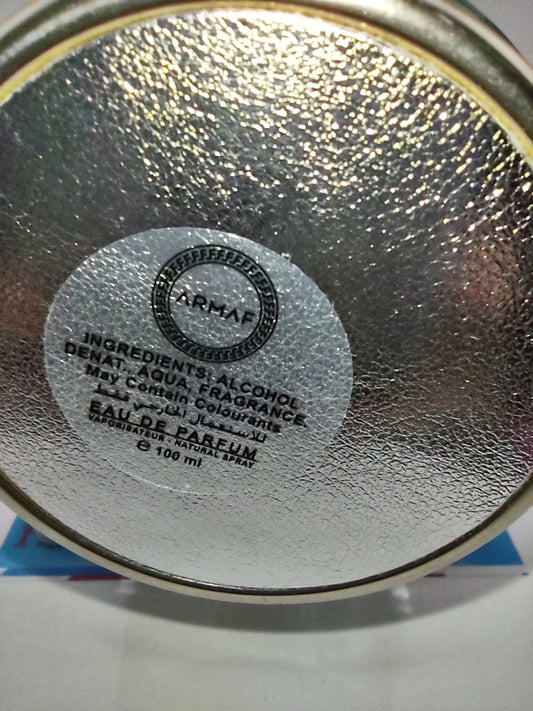 ARMAF
INGREDIENTS: ALCOHOL
DENAT., AQUA, FRAGRANCE.
May Contain Colourants
للاستعمال الخارجي فقط
EAU DE PARFUM
VAPORISATEUR - NATURAL SPRAY
℮ 100 ml